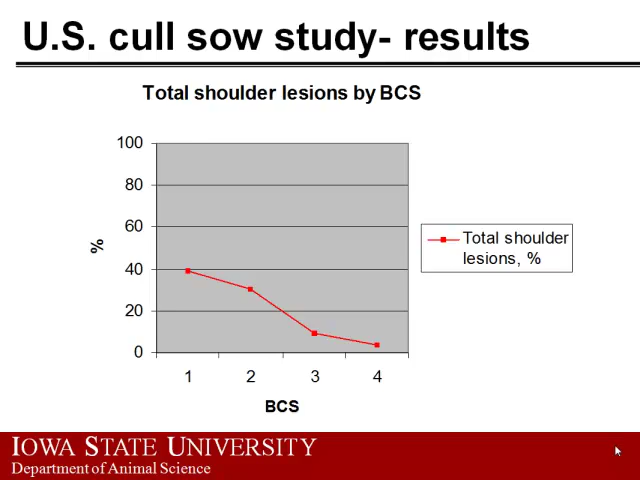 U.S. cull sow study- results
Total shoulder lesions by BCS
100
80
60
40
20
0
%
1 2 3 4
BCS
Total shoulder
lesions, %
IOWA STATE UNIVERSITY
Department of Animal Science